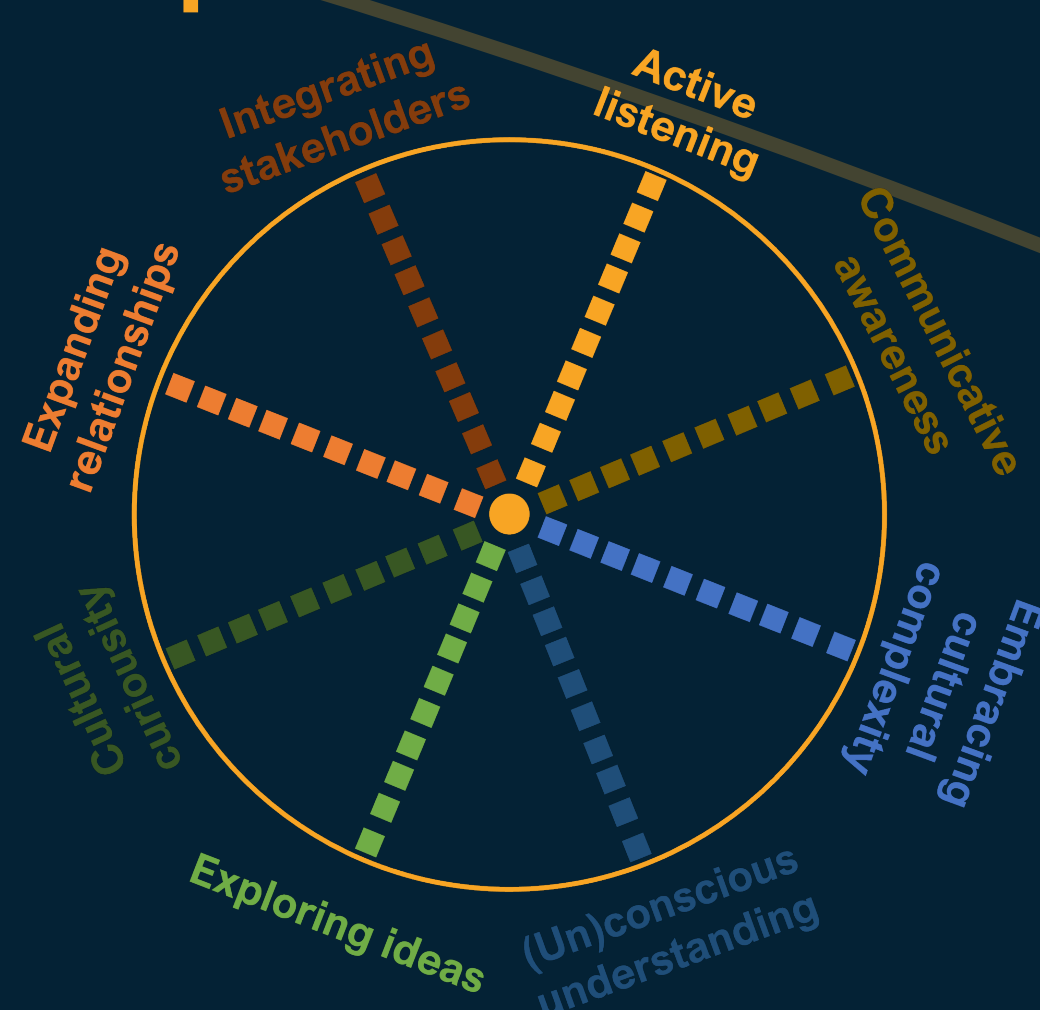 Integrating
stakeholders
Active
listening
Communicative
awareness
Embracing
cultural
complexity
(Un)conscious
understanding
Exploring ideas
Cultural
curiousity
Expanding
relationships